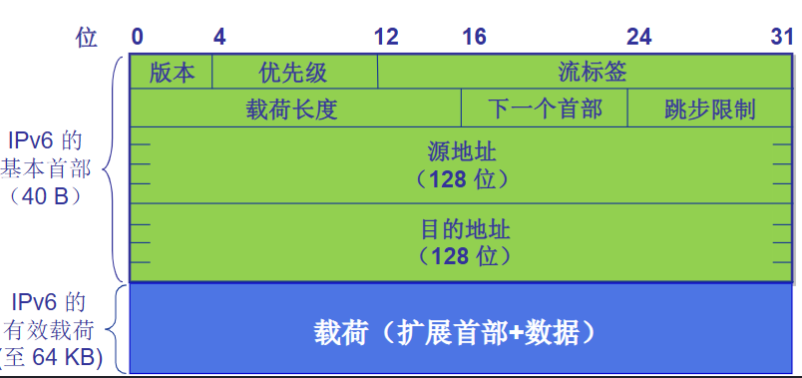 位 0 4 12 16 24 31
版本 优先级 流标签
载荷长度 下一个首部 跳步限制
IPv6 的
基本首部
（40 B）
源地址
（128 位）
目的地址
（128 位）
IPv6 的
有效载荷
(至 64 KB)
载荷（扩展首部+数据）